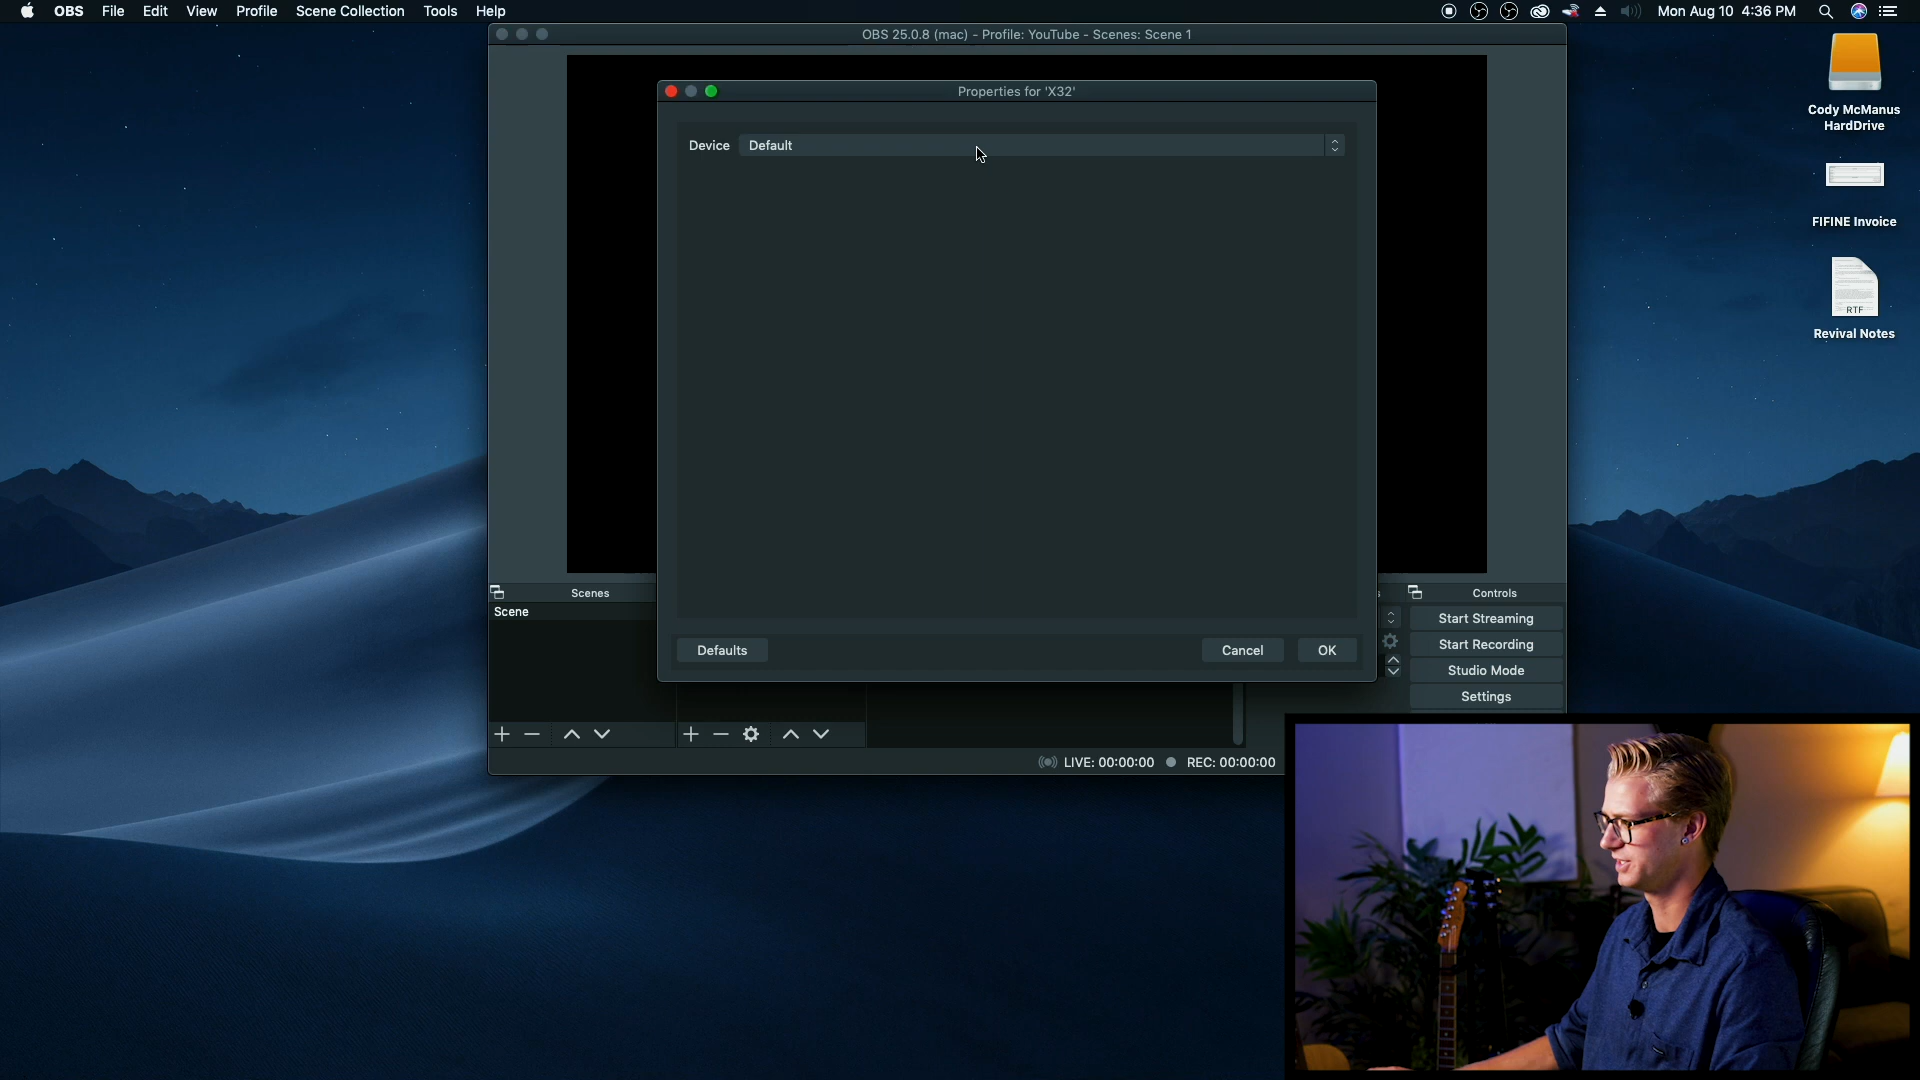 OBS File Edit View Profile Scene Collection Tools Help
Mon Aug 10 4:36 PM
OBS 25.0.8 (mac) - Profile: YouTube - Scenes: Scene 1
Properties for 'X32'
Device Default
Defaults Cancel OK
Scenes
Scene
Controls
Start Streaming
Start Recording
Studio Mode
Settings
LIVE: 00:00:00 REC: 00:00:00
Cody McManus
HardDrive
FIFINE Invoice
RTF
Revival Notes